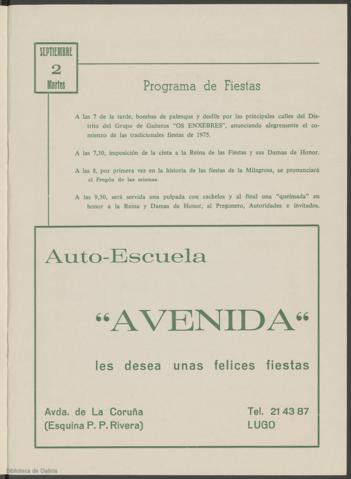 SEPTIEMBRE
2
Martes
Programa de Fiestas
A las 7 de la tarde, bombas de palenque y desfile por las principales calles del Dis-
trito del Grupo de Gaiteros "OS ENXEBRES", anunciando alegremente el co-
mienzo de las tradicionales fiestas de 1975.
A las 7,30, imposición de la cinta a la Reina de las Fiestas y sus Damas de Honor.
A las 8, por primera vez en la historia de las fiestas de la Milagrosa, se pronunciará
el Pregón de las mismas.
A las 9,30, será servida una pulpada con cachelos y al final una "queimada" en
honor a la Reina y Damas de Honor, al Pregonero, Autoridades e invitados.
Auto-Escuela
“AVENIDA“
les desea unas felices fiestas
Avda. de La Coruña
(Esquina P. P. Rivera)
Tel. 21 43 87
LUGO
Biblioteca de Galicia